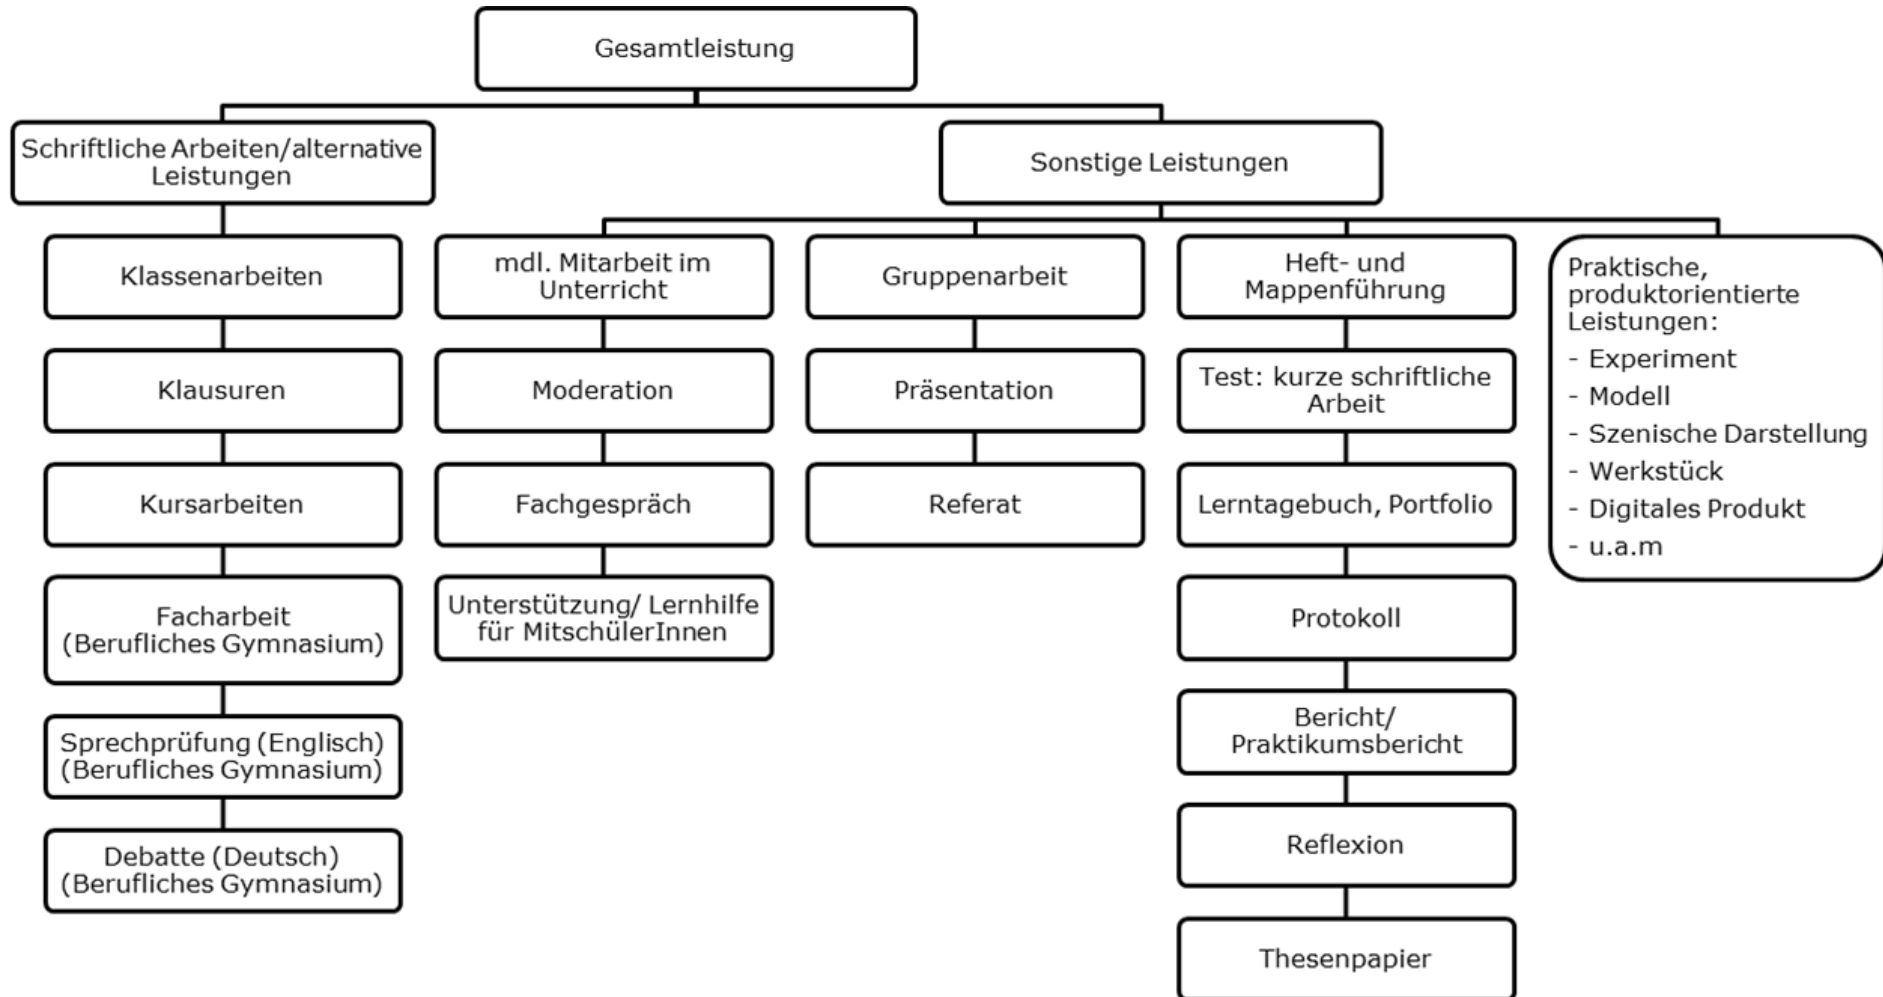 Gesamtleistung
Schriftliche Arbeiten/alternative
Leistungen
Klassenarbeiten
Klausuren
Kursarbeiten
Facharbeit
(Berufliches Gymnasium)
Sprechprüfung (Englisch)
(Berufliches Gymnasium)
Debatte (Deutsch)
(Berufliches Gymnasium)
Sonstige Leistungen
mdl. Mitarbeit im
Unterricht
Moderation
Fachgespräch
Unterstützung/ Lernhilfe
für MitschülerInnen
Gruppenarbeit
Präsentation
Referat
Heft- und
Mappenführung
Test: kurze schriftliche
Arbeit
Lerntagebuch, Portfolio
Protokoll
Bericht/
Praktikumsbericht
Reflexion
Thesenpapier
Praktische,
produktorientierte
Leistungen:
- Experiment
- Modell
- Szenische Darstellung
- Werkstück
- Digitales Produkt
- u.a.m